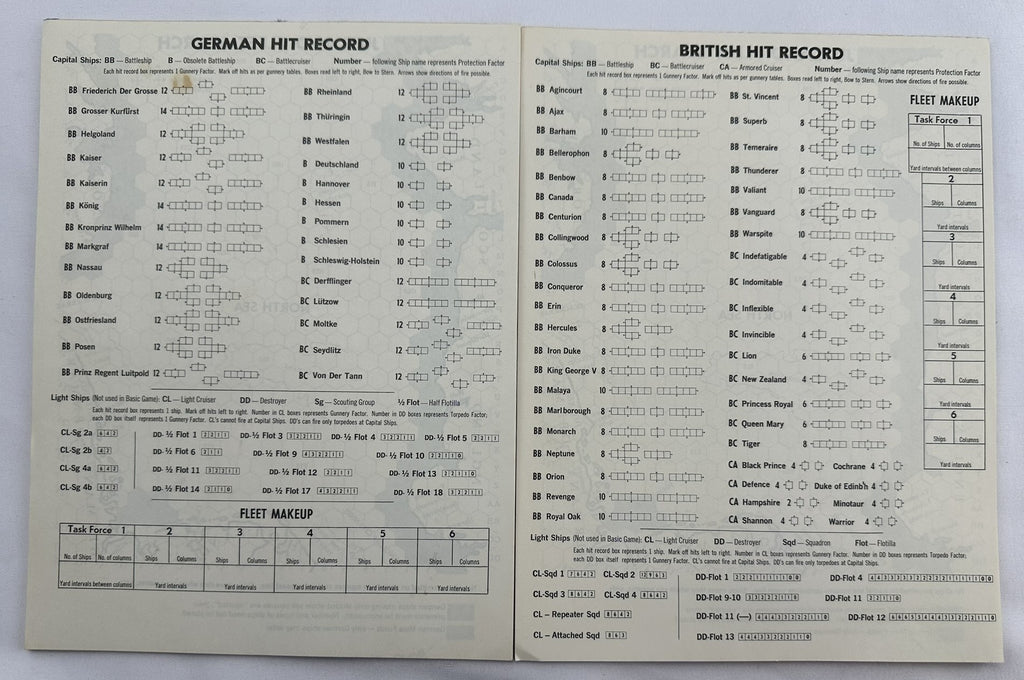 GERMAN HIT RECORD
Capital Ships: BB — Battleship B — Obsolete Battleship BC — Battlecruiser Number — following Ship name represents Protection Factor
Each hit record box represents 1 Gunnery Factor. Mark off hits as per gunnery tables. Boxes read left to right, Bow to Stern. Arrows show directions of fire possible.
BB Friederich Der Grosse 12
BB Grosser Kurfürst 14
BB Helgoland 12
BB Kaiser 12
BB Kaiserin 12
BB König 14
BB Kronprinz Wilhelm 14
BB Markgraf 14
BB Nassau 12
BB Oldenburg 12
BB Ostfriesland 12
BB Posen 12
BB Prinz Regent Luitpold 12
BB Rheinland 12
BB Thüringin 12
BB Westfalen 12
B Deutschland 10
B Hannover 10
B Hessen 10
B Pommern 10
B Schlesien 10
B Schleswig-Holstein 10
BC Derfflinger 12
BC Lützow 12
BC Moltke 12
BC Seydlitz 12
BC Von Der Tann 12
Light Ships (Not used in Basic Game): CL — Light Cruiser DD — Destroyer Sg — Scouting Group ½ Flot — Half Flotilla
Each hit record box represents 1 ship. Mark off hits left to right. Number in CL boxes represents Gunnery Factor. Number in DD boxes represents Torpedo Factor;
each DD box itself represents 1 Gunnery Factor. CL's cannot fire at Capital Ships. DD's can fire only torpedoes at Capital Ships.
CL-Sg 2a 6 4 2
CL-Sg 2b 4 2
CL-Sg 4a 6 4 2
CL-Sg 4b 6 4 2
DD- ½ Flot 1 2 2 1 1 DD- ½ Flot 3 DD- ½ Flot 4 DD- ½ Flot 5
DD- ½ Flot 6 DD- ½ Flot 9 DD- ½ Flot 10
DD- ½ Flot 11 DD- ½ Flot 12 DD- ½ Flot 13
DD- ½ Flot 14 DD- ½ Flot 17 DD- ½ Flot 18
FLEET MAKEUP
Task Force 1 2 3 4 5 6
No. of Ships No. of columns Ships Columns Ships Columns Ships Columns Ships Columns Ships Columns
Yard intervals between columns Yard intervals Yard intervals Yard intervals Yard intervals Yard intervals
BRITISH HIT RECORD
Capital Ships: BB — Battleship BC — Battlecruiser CA — Armored Cruiser Number — following Ship name represents Protection Factor
Each hit record box represents 1 Gunnery Factor. Mark off hits as per gunnery tables. Boxes read left to right, Bow to Stern. Arrows show directions of fire possible.
BB Agincourt 8
BB Ajax 8
BB Barham 10
BB Bellerophon 8
BB Benbow 8
BB Canada 8
BB Centurion 8
BB Collingwood 8
BB Colossus 8
BB Conqueror 8
BB Erin 8
BB Hercules 8
BB Iron Duke 8
BB King George V 8
BB Malaya 10
BB Marlborough 8
BB Monarch 8
BB Neptune 8
BB Orion 8
BB Revenge 10
BB Royal Oak 10
BB St. Vincent 8
BB Superb 8
BB Temeraire 8
BB Thunderer 8
BB Valiant 10
BB Vanguard 8
BB Warspite 10
BC Indefatigable 4
BC Indomitable 4
BC Inflexible 4
BC Invincible 4
BC Lion 6
BC New Zealand 4
BC Princess Royal 6
BC Queen Mary 6
BC Tiger 8
CA Black Prince 4 Cochrane 4
CA Defence 4 Duke of Edinb'h 4
CA Hampshire 2 Minotaur 4
CA Shannon 4 Warrior 4
FLEET MAKEUP
Task Force 1
No. of Ships No. of columns
Yard intervals between columns
2
Ships Columns
Yard intervals
3
Ships Columns
Yard intervals
4
Ships Columns
Yard intervals
5
Ships Columns
Yard intervals
6
Ships Columns
Yard intervals
Light Ships (Not used in Basic Game): CL — Light Cruiser DD — Destroyer Sqd — Squadron Flot — Flotilla
Each hit record box represents 1 ship. Mark off hits left to right. Number in CL boxes represents Gunnery Factor. Number in DD boxes represents Torpedo Factor;
each DD box itself represents 1 Gunnery Factor. CL's cannot fire at Capital Ships. DD's can fire only torpedoes at Capital Ships.
CL-Sqd 1 7 6 4 2 CL-Sqd 2
CL-Sqd 3 8 6 4 2 CL-Sqd 4 8 6 4 2
CL – Repeater Sqd 8 6 4 2
CL – Attached Sqd 8 6 3
DD-Flot 1 DD-Flot 4
DD-Flot 9-10 DD-Flot 11
DD-Flot 11 (—) DD-Flot 12
DD-Flot 13